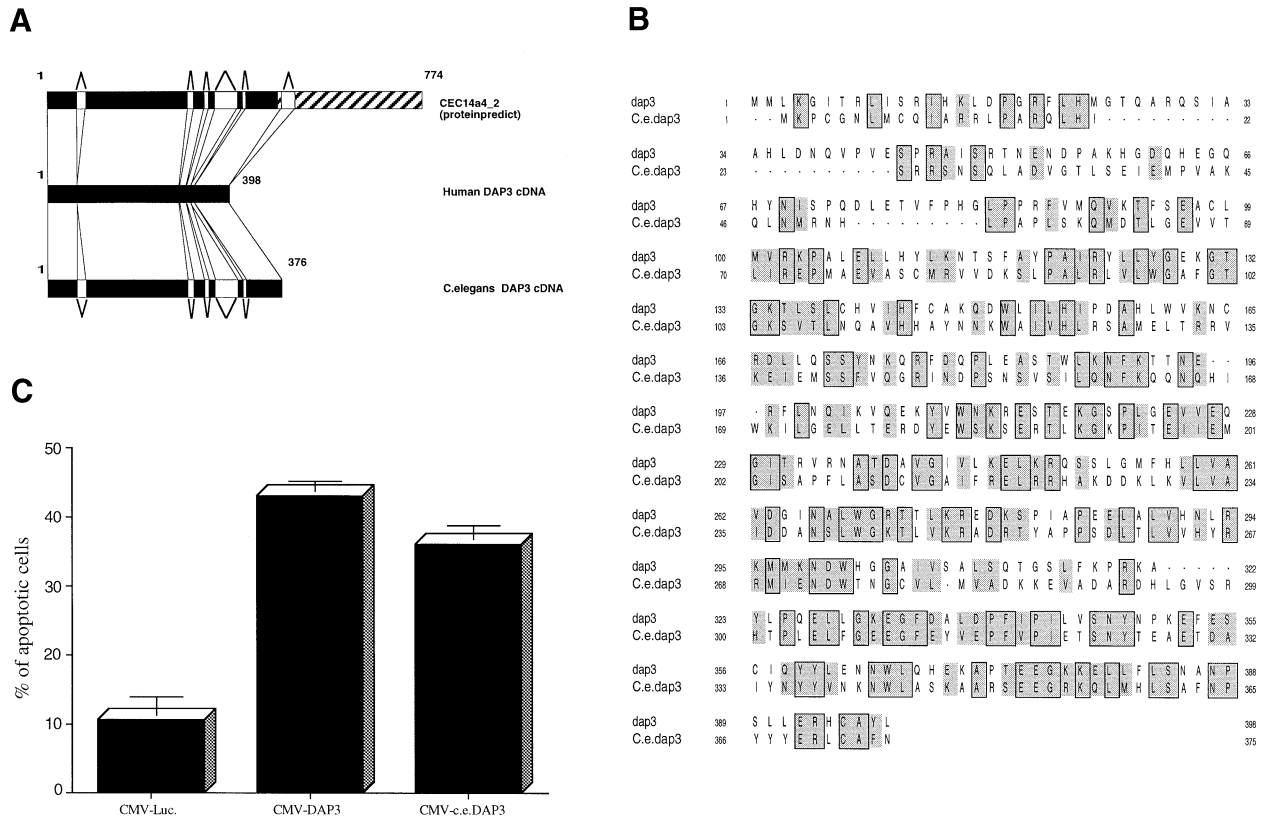 A
1
774
CEC14a4_2
(proteinpredict)
1
398
Human DAP3 cDNA
1
376
C.elegans DAP3 cDNA
B
dap3 1 M M L K G I T R L I S R I H K L D P G R F L H M G T Q A R Q S I A 33
C.e.dap3 1 · · M K P C G N L M C Q I A R R L P A R Q L H I · · · · · · · · · 22
dap3 34 A H L D N Q V P V E S P R A I S R T N E N D P A K H G D Q H E G Q 66
C.e.dap3 23 · · · · · · · · · · S R R S N S Q L A D V G T L S E I E M P V A K 45
dap3 67 H Y N I S P Q D L E T V F P H G L P P R F V M Q V K T F S E A C L 99
C.e.dap3 46 Q L N M R N H · · · · · · · · · L P A P L S K Q M D T L G E V V T 69
dap3 100 M V R K P A L E L L H Y L K N T S F A Y P A I R Y L L Y G E K G T 132
C.e.dap3 70 L I R E P M A E V A S C M R V V D K S L P A L R L V L W G A F G T 102
dap3 133 G K T L S L C H V I H F C A K Q D W L I L H I P D A H L W V K N C 165
C.e.dap3 103 G K S V T L N Q A V H H A Y N N K W A I V H L R S A M E L T R R V 135
dap3 166 R D L L Q S S Y N K Q R F D Q P L E A S T W L K N F K T T N E · · 196
C.e.dap3 136 K E I E M S S F V Q G R I N D P S N S V S I L Q N F K Q Q N Q H I 168
dap3 197 · R F L N Q I K V Q E K Y V W N K R E S T E K G S P L G E V V E Q 228
C.e.dap3 169 W K I L G E L L T E R D Y E W S K S E R T L K G K P I T E I I E M 201
dap3 229 G I T R V R N A T D A V G I V L K E L K R Q S S L G M F H L L V A 261
C.e.dap3 202 G I S A P F L A S D C V G A I F R E L R R H A K D D K L K V L V A 234
dap3 262 V D G I N A L W G R T T L K R E D K S P I A P E E L A L V H N L R 294
C.e.dap3 235 I D D A N S L W G K T L V K R A D R T Y A P P S D L T L V V H Y R 267
dap3 295 K M M K N D W H G G A I V S A L S Q T G S L F K P R K A · · · · · 322
C.e.dap3 268 R M I E N D W T N G C V L · M V A D K K E V A D A R D H L G V S R 299
dap3 323 Y L P Q E L L G K E G F D A L D P F I P I L V S N Y N P K E F E S 355
C.e.dap3 300 H T P L E L F G E E G F E Y V E P F V P I E T S N Y T E A E T D A 332
dap3 356 C I Q Y Y L E N N W L Q H E K A P T E E G K K E L L F L S N A N P 388
C.e.dap3 333 I Y N Y Y V N K N W L A S K A A R S E E G R K Q L M H L S A F N P 365
dap3 389 S L L E R H C A Y L 398
C.e.dap3 366 Y Y Y E R L C A F N 375
C
% of apoptotic cells
50
40
30
20
10
0
CMV-Luc. CMV-DAP3 CMV-c.e.DAP3